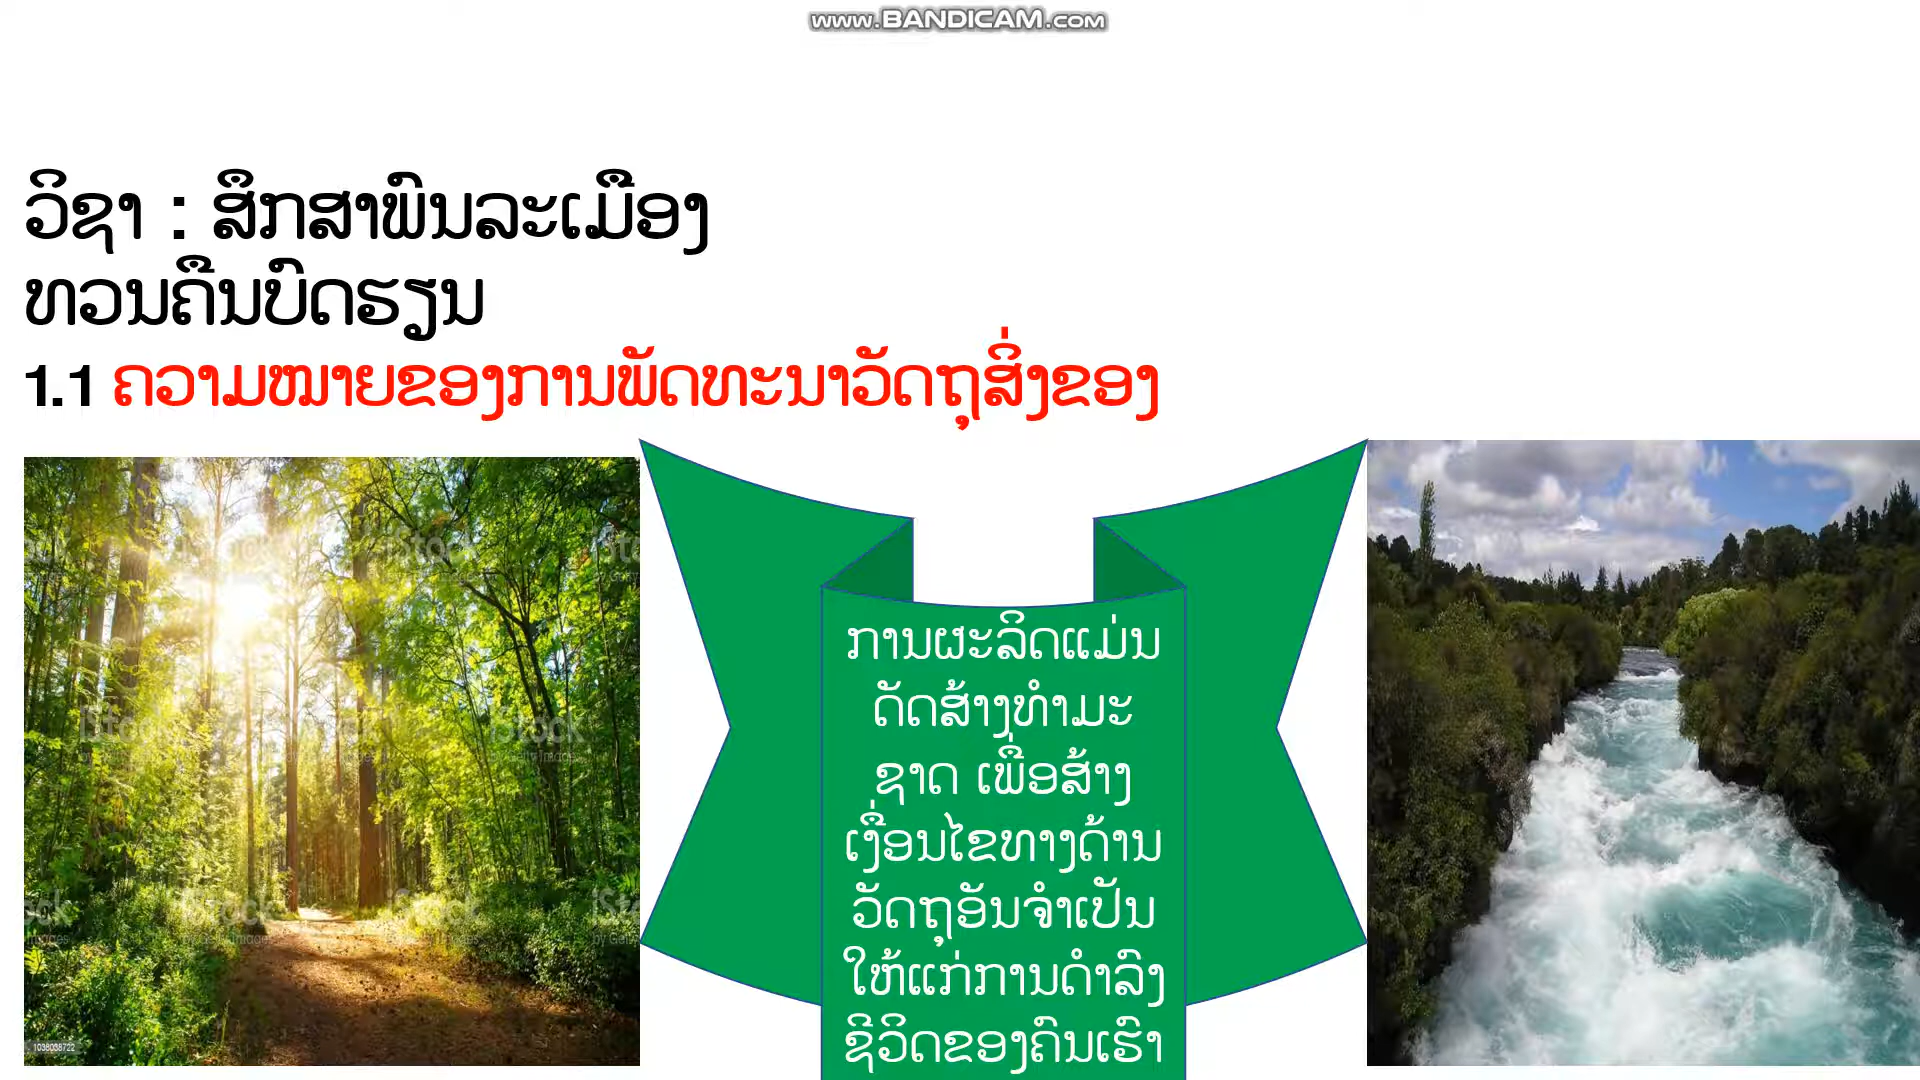 www.BANDICAM.com
ວິຊາ : ສຶກສາພົນລະເມືອງ
ທວນຄືນບົດຮຽນ
1.1 ຄວາມໝາຍຂອງການພັດທະນາວັດຖຸສິ່ງຂອງ
ການຜະລິດແມ່ນ
ດັດສ້າງທຳມະ
ຊາດ ເພື່ອສ້າງ
ເງື່ອນໄຂທາງດ້ານ
ວັດຖຸອັນຈຳເປັນ
ໃຫ້ແກ່ການດຳລົງ
ຊີວິດຂອງຄົນເຮົາ
iStock
by Getty Images
1038038722